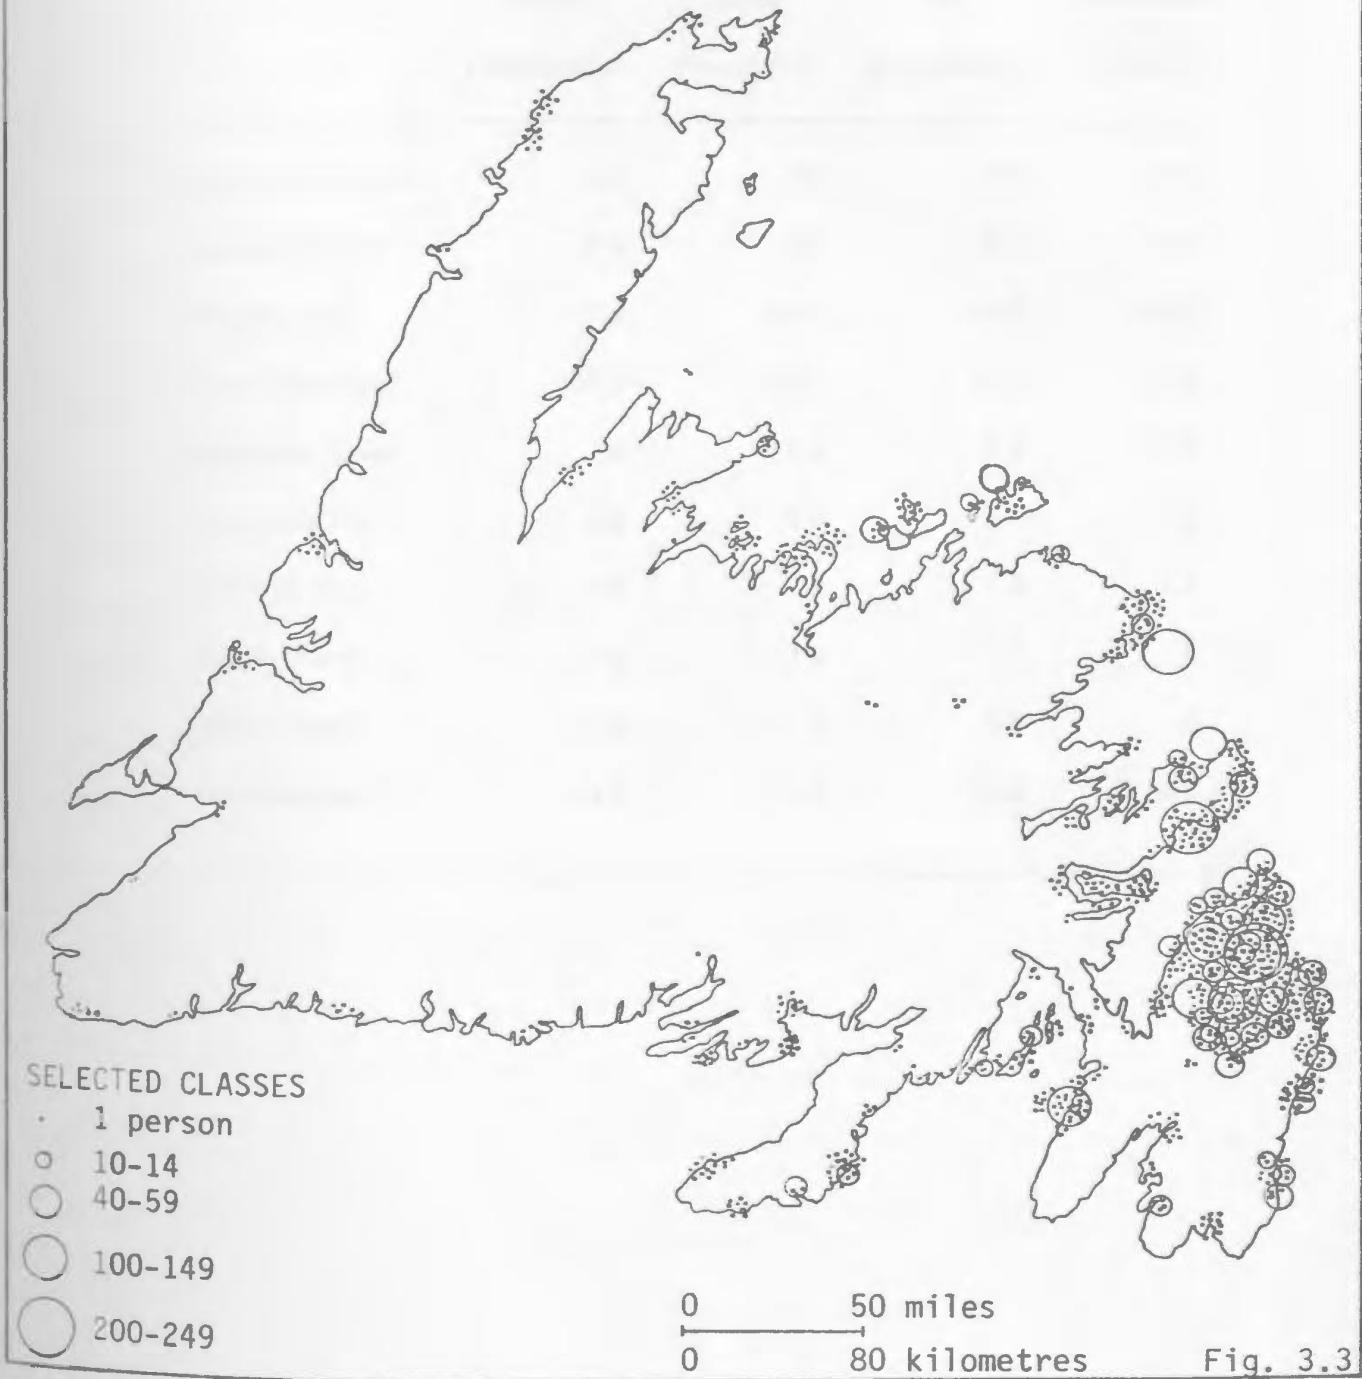 SELECTED CLASSES
1 person
10-14
40-59
100-149
200-249
0 50 miles
0 80 kilometres
Fig. 3.3